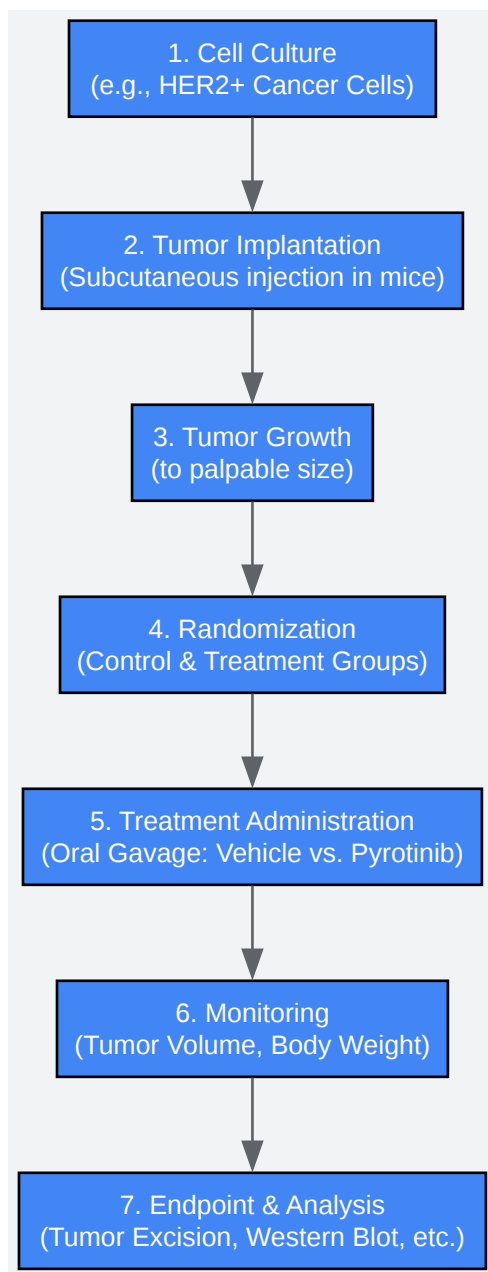 1. Cell Culture
(e.g., HER2+ Cancer Cells)
2. Tumor Implantation
(Subcutaneous injection in mice)
3. Tumor Growth
(to palpable size)
4. Randomization
(Control & Treatment Groups)
5. Treatment Administration
(Oral Gavage: Vehicle vs. Pyrotinib)
6. Monitoring
(Tumor Volume, Body Weight)
7. Endpoint & Analysis
(Tumor Excision, Western Blot, etc.)